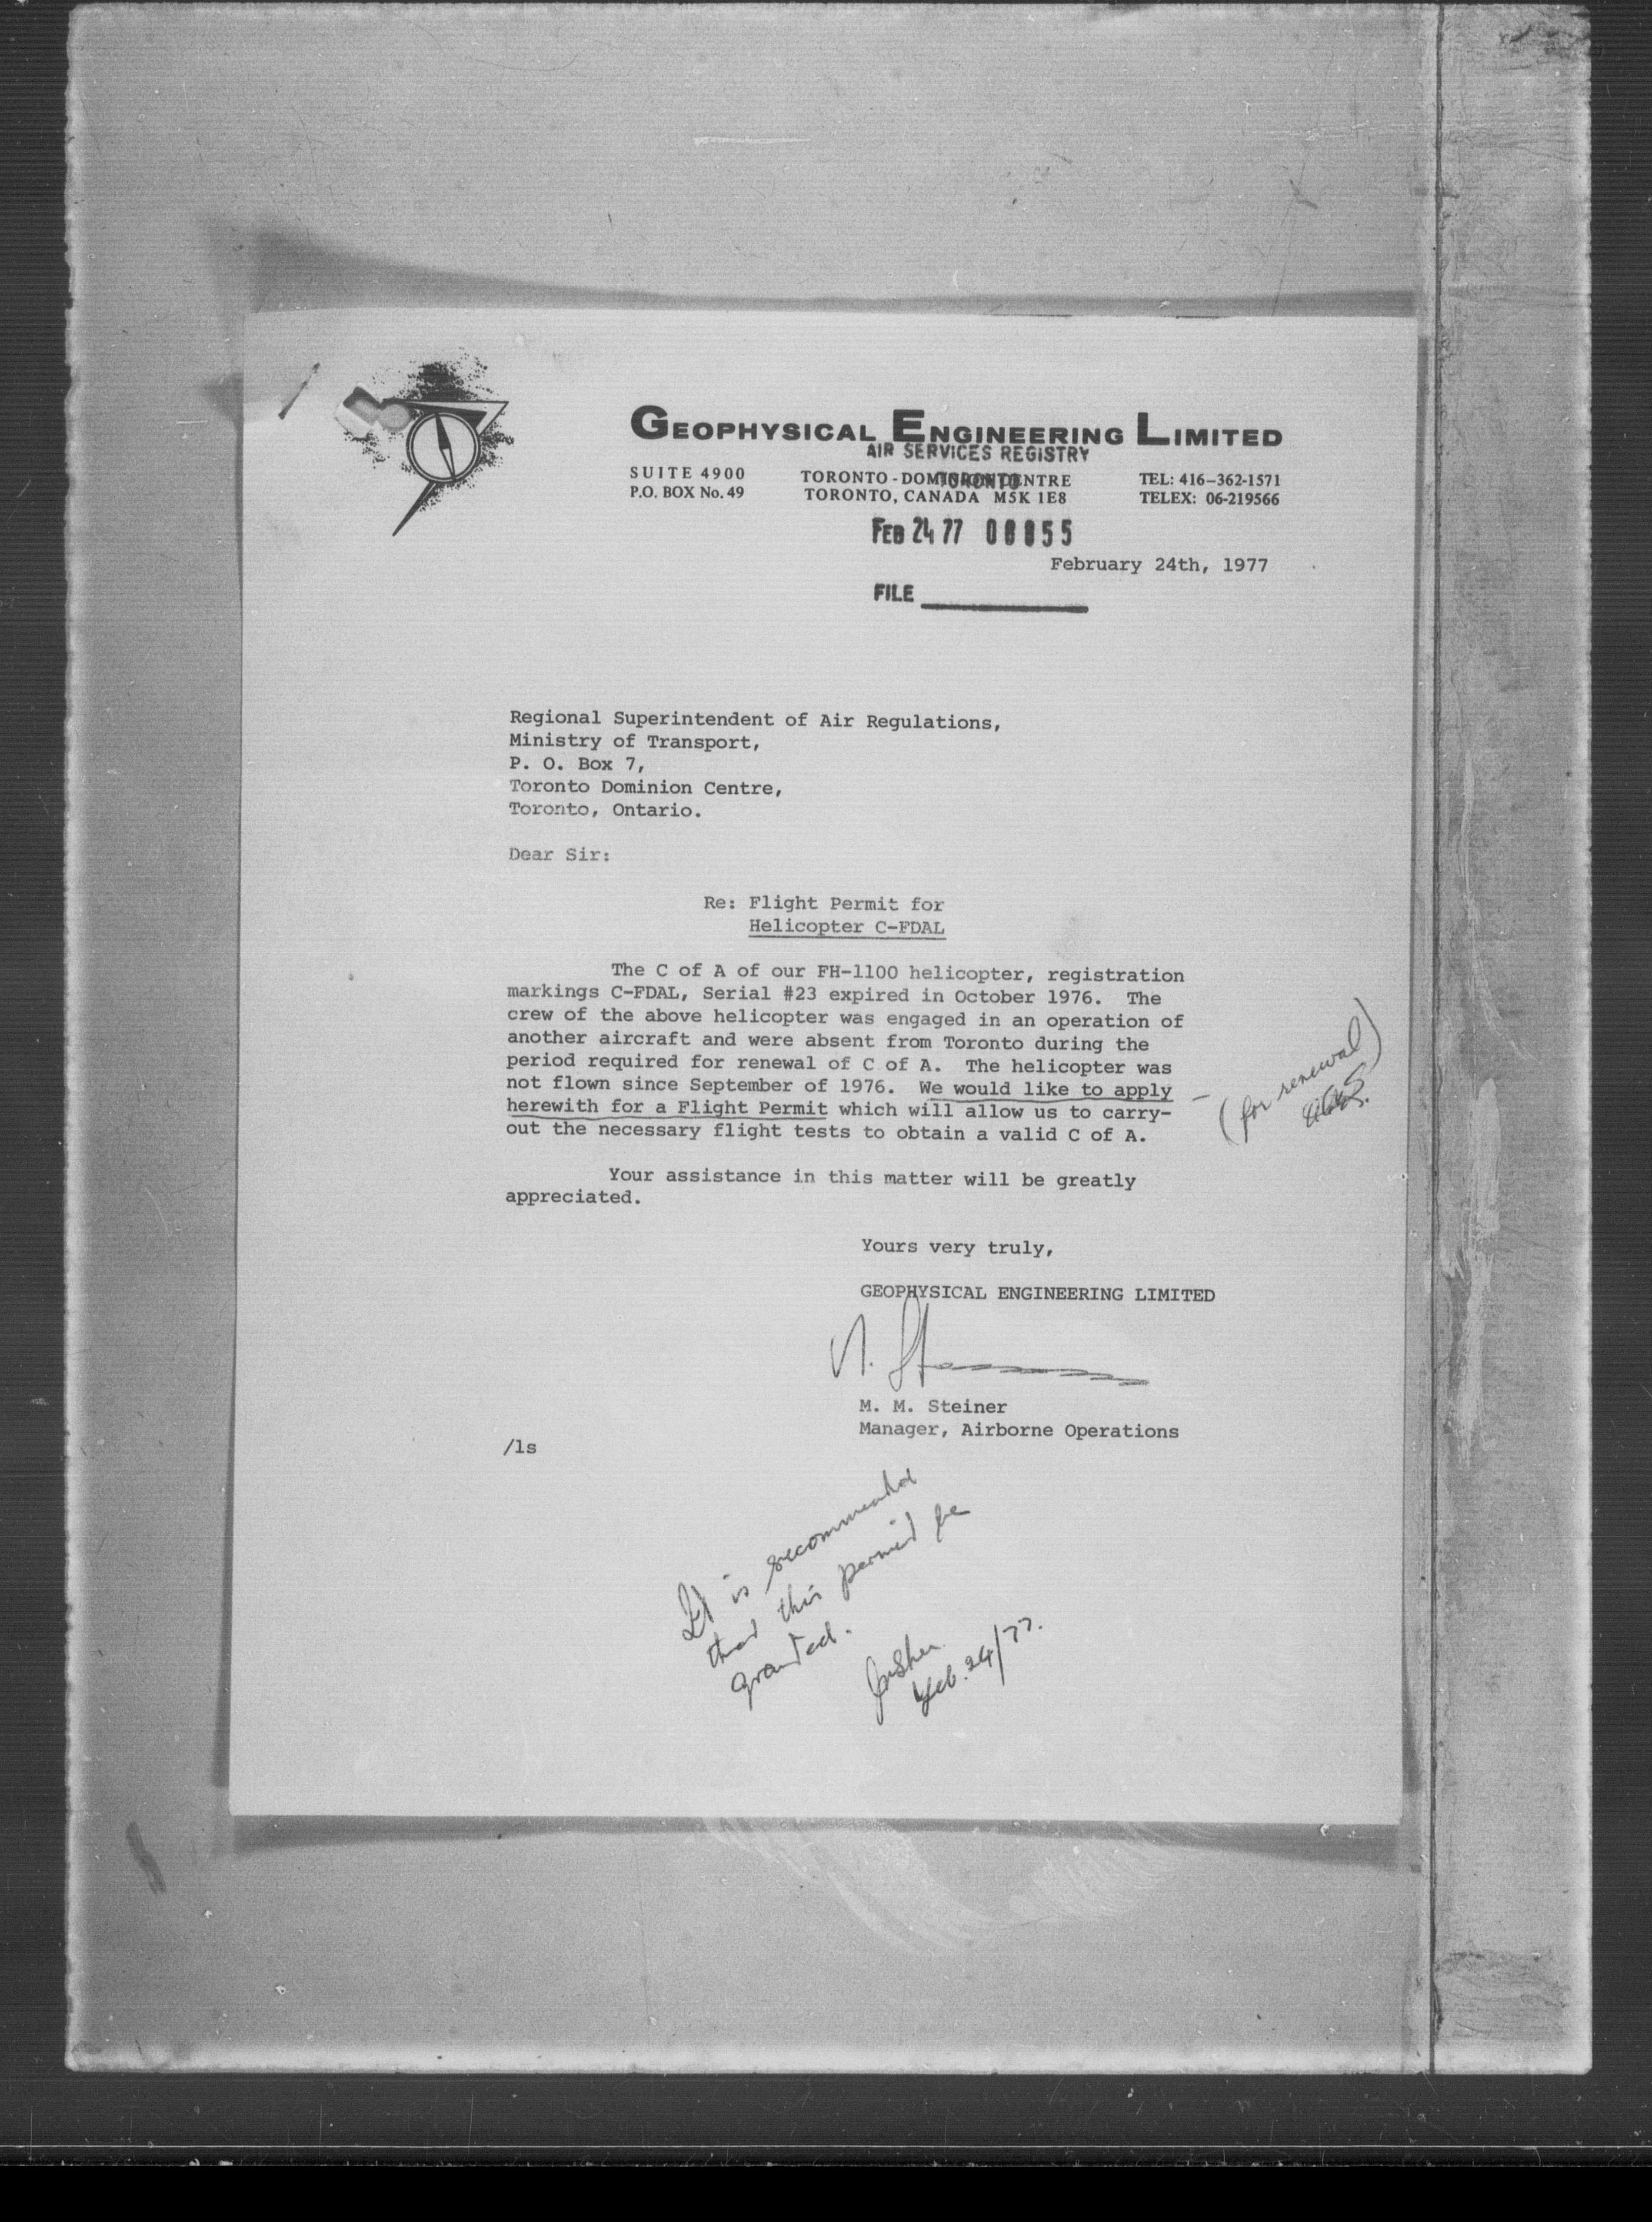 GEOPHYSICAL ENGINEERING LIMITED
AIR SERVICES REGISTRY
TORONTO
SUITE 4900 TORONTO-DOMINION CENTRE TEL: 416-362-1571
P.O. BOX No. 49 TORONTO, CANADA M5K 1E8 TELEX: 06-219566
FEB 24 77
February 24th, 1977
FILE
Regional Superintendent of Air Regulations,
Ministry of Transport,
P. O. Box 7,
Toronto Dominion Centre,
Toronto, Ontario.
Dear Sir:
Re: Flight Permit for
Helicopter C-FDAL
The C of A of our FH-1100 helicopter, registration
markings C-FDAL, Serial #23 expired in October 1976. The
crew of the above helicopter was engaged in an operation of
another aircraft and were absent from Toronto during the
period required for renewal of C of A. The helicopter was
not flown since September of 1976. We would like to apply
herewith for a Flight Permit which will allow us to carry-
out the necessary flight tests to obtain a valid C of A.
(for renewal)
Your assistance in this matter will be greatly
appreciated.
Yours very truly,
GEOPHYSICAL ENGINEERING LIMITED
M. M. Steiner
Manager, Airborne Operations
/ls
It is recommended
that this permit be
granted.
Feb. 24/77.